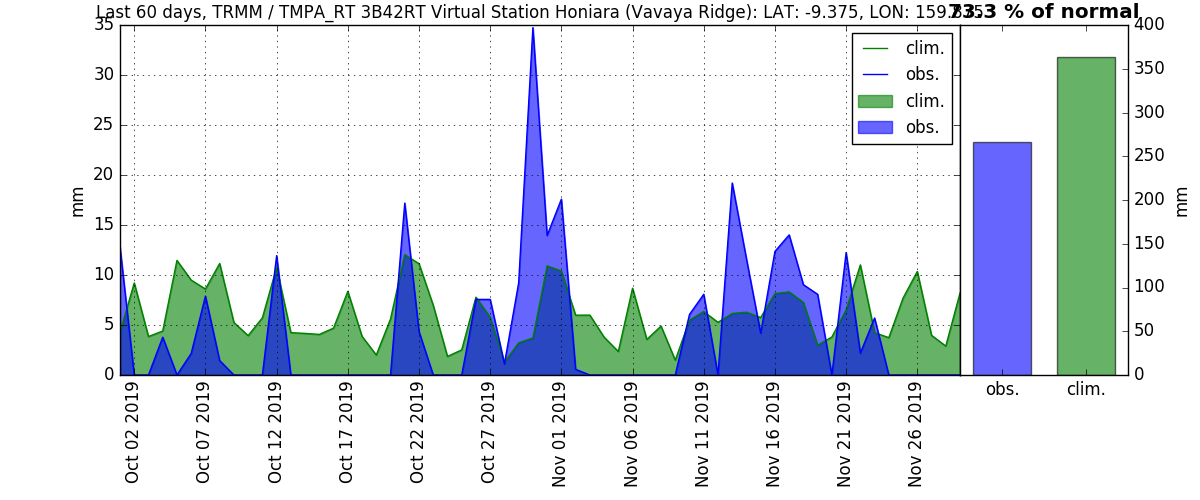 Last 60 days, TRMM / TMPA_RT 3B42RT Virtual Station Honiara (Vavaya Ridge): LAT: -9.375, LON:
73.3 % of normal
35
30
25
20
15
10
5
0
mm
clim.
obs.
clim.
obs.
400
350
300
250
200
150
100
50
0
mm
obs.
clim.
Oct 02 2019
Oct 07 2019
Oct 12 2019
Oct 17 2019
Oct 22 2019
Oct 27 2019
Nov 01 2019
Nov 06 2019
Nov 11 2019
Nov 16 2019
Nov 21 2019
Nov 26 2019